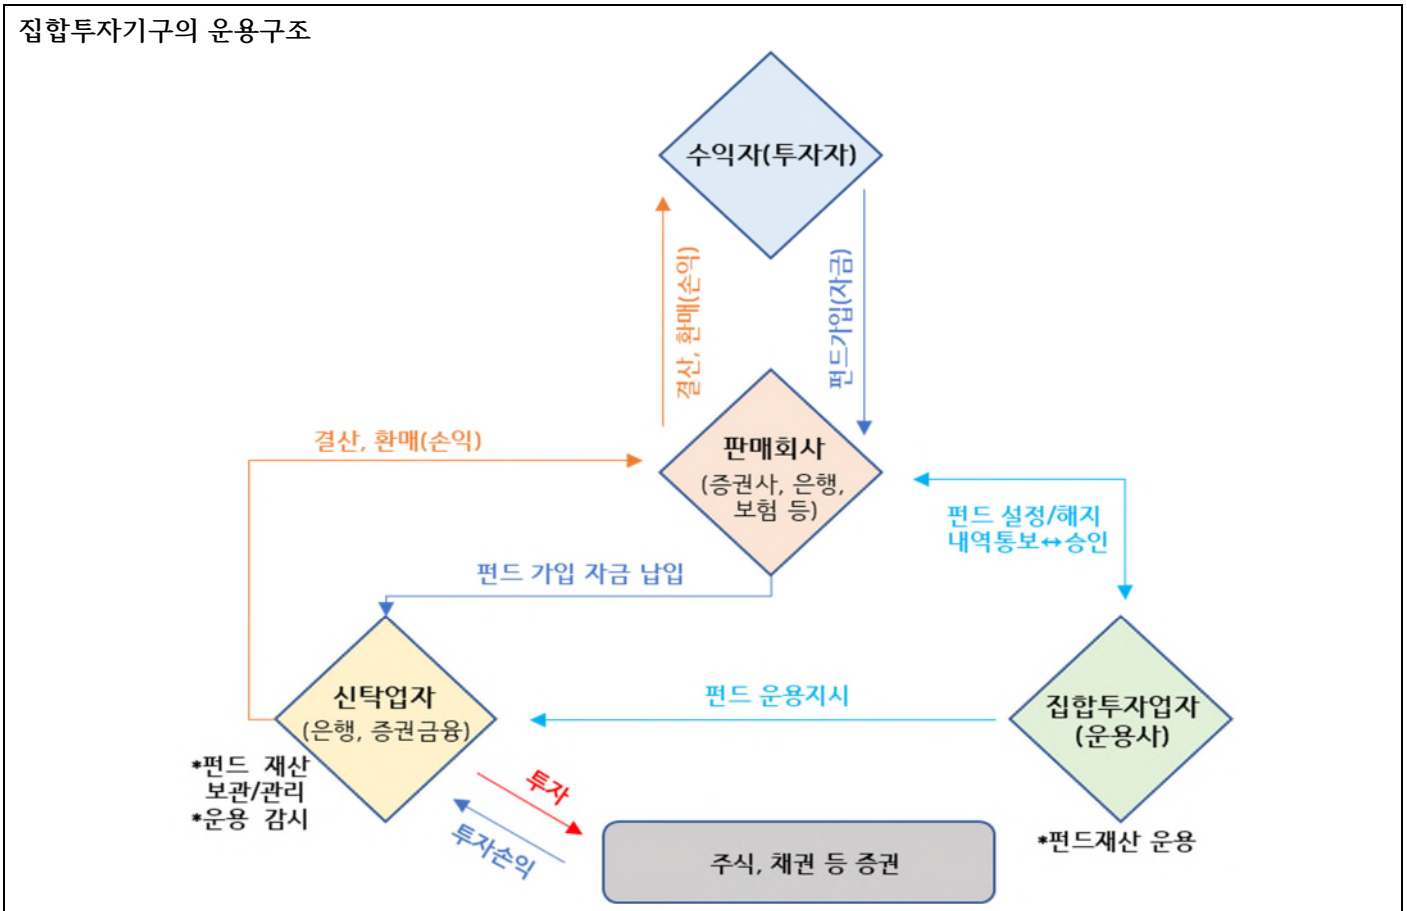 집합투자기구의 운용구조
수익자(투자자)
결산, 환매(손익)
펀드가입(자금)
결산, 환매(손익)
판매회사
(증권사, 은행,
보험 등)
펀드 설정/해지
내역통보↔승인
펀드 가입 자금 납입
신탁업자
(은행, 증권금융)
*펀드 재산
보관/관리
*운용 감시
펀드 운용지시
집합투자업자
(운용사)
*펀드재산 운용
투자
투자손익
주식, 채권 등 증권